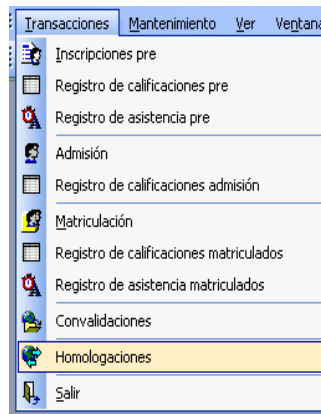 Transacciones Mantenimiento Ver Ventana
Inscripciones pre
Registro de calificaciones pre
Registro de asistencia pre
Admisión
Registro de calificaciones admisión
Matriculación
Registro de calificaciones matriculados
Registro de asistencia matriculados
Convalidaciones
Homologaciones
Salir